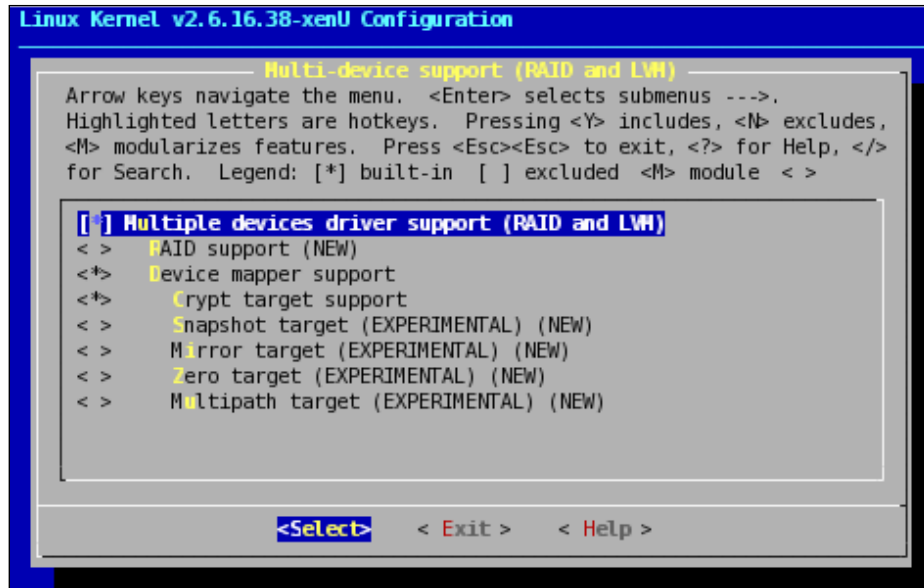 Linux Kernel v2.6.16.38-xenU Configuration
Multi-device support (RAID and LVM)
Arrow keys navigate the menu.  <Enter> selects submenus --->.
Highlighted letters are hotkeys.  Pressing <Y> includes, <N> excludes,
<M> modularizes features.  Press <Esc><Esc> to exit, <?> for Help, </>
for Search.  Legend: [*] built-in  [ ] excluded  <M> module  < >
[*] Multiple devices driver support (RAID and LVM)
< >   RAID support (NEW)
<*>   Device mapper support
<*>     Crypt target support
< >     Snapshot target (EXPERIMENTAL) (NEW)
< >     Mirror target (EXPERIMENTAL) (NEW)
< >     Zero target (EXPERIMENTAL) (NEW)
< >     Multipath target (EXPERIMENTAL) (NEW)
<Select>    < Exit >    < Help >